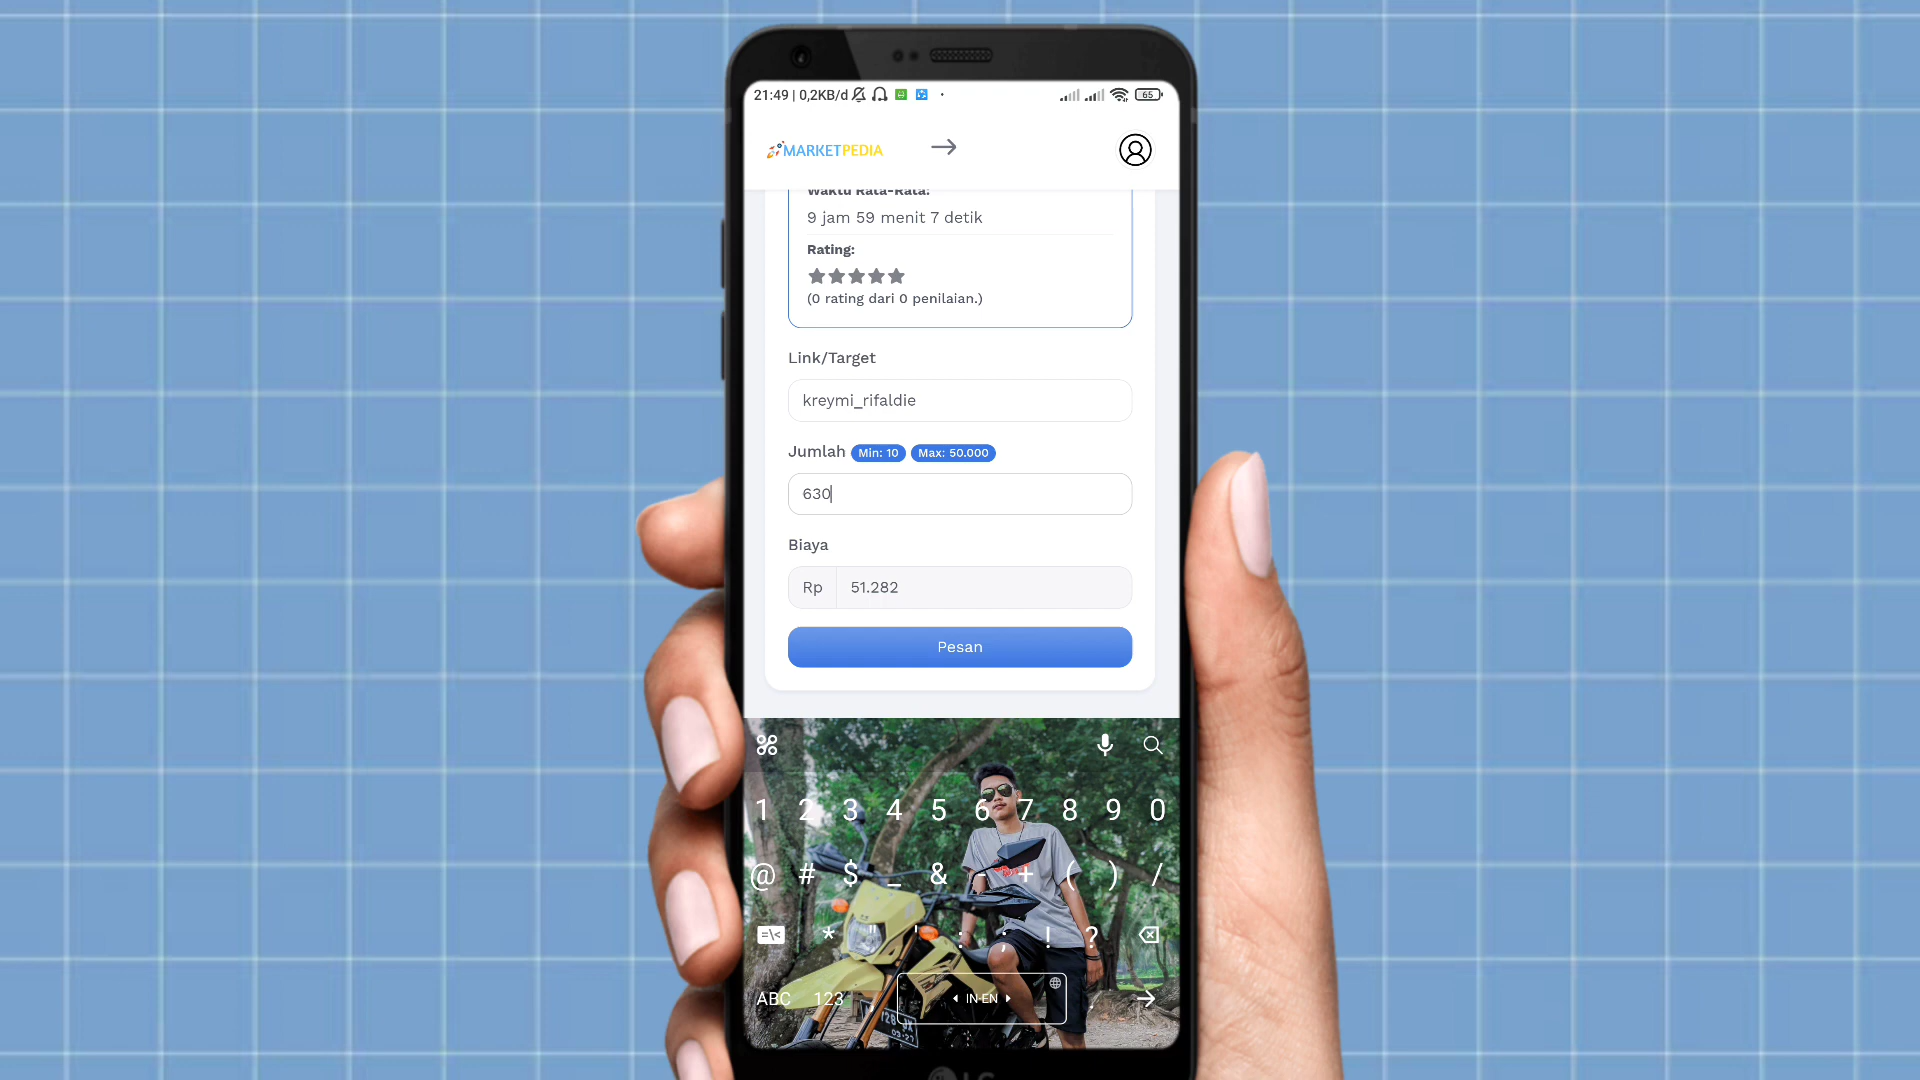 21:49 | 0,2KB/d
65
MARKETPEDIA
Waktu Rata-Rata:
9 jam 59 menit 7 detik
Rating:
(0 rating dari 0 penilaian.)
Link/Target
kreymi_rifaldie
Jumlah Min: 10 Max: 50.000
630
Biaya
Rp 51.282
Pesan
1 2 3 4 5 6 7 8 9 0
@ # $ _ & - + ( ) /
=\< * " ' : ; ! ?
ABC 123 , IN-EN .
LG